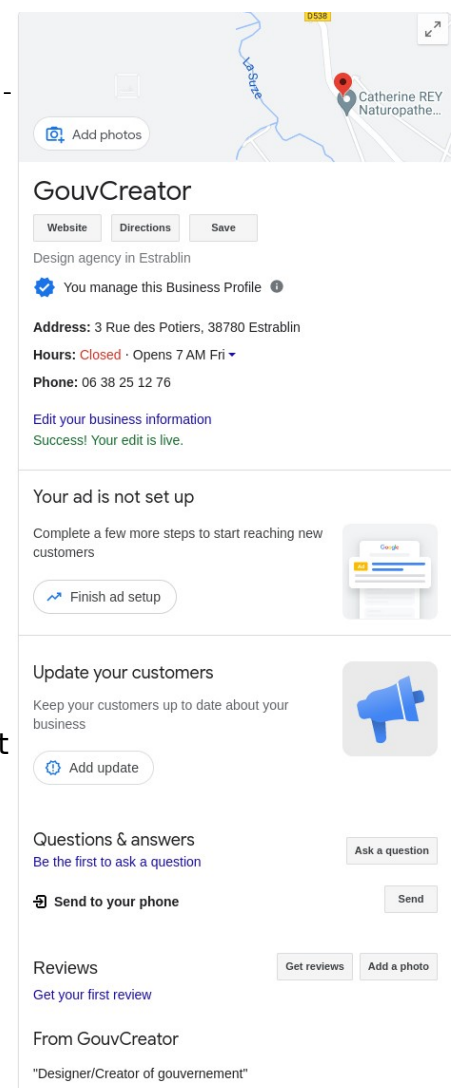 D538
La Suze
Catherine REY
Naturopathe...
-
Add photos
GouvCreator
Website Directions Save
Design agency in Estrablin
You manage this Business Profile
Address: 3 Rue des Potiers, 38780 Estrablin
Hours: Closed · Opens 7 AM Fri
Phone: 06 38 25 12 76
Edit your business information
Success! Your edit is live.
Your ad is not set up
Complete a few more steps to start reaching new
customers
Google
Ad
Finish ad setup
Update your customers
Keep your customers up to date about your
business
t
Add update
Questions & answers
Ask a question
Be the first to ask a question
Send to your phone
Send
Reviews
Get reviews Add a photo
Get your first review
From GouvCreator
"Designer/Creator of gouvernement"